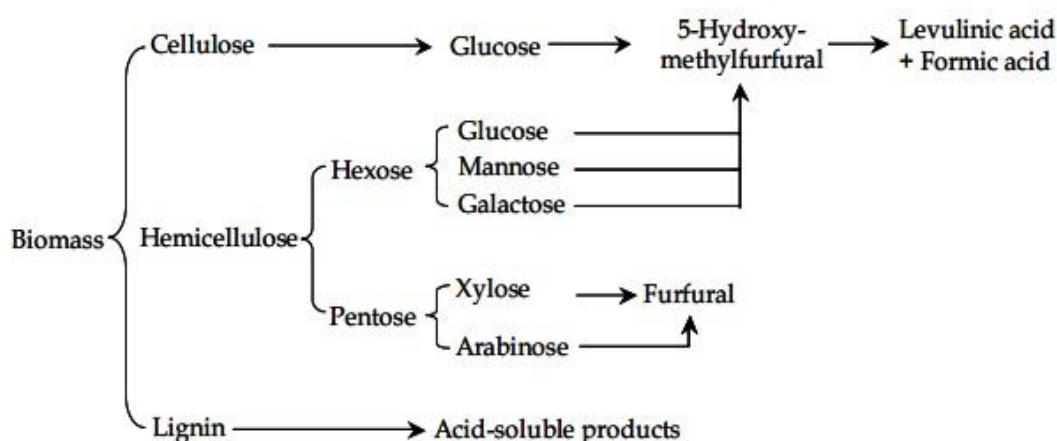 Cellulose
Glucose
5-Hydroxy-
methylfurfural
Levulinic acid
+ Formic acid
Glucose
Hexose
Mannose
Galactose
Biomass
Hemicellulose
Xylose
Furfural
Pentose
Arabinose
Lignin
Acid-soluble products